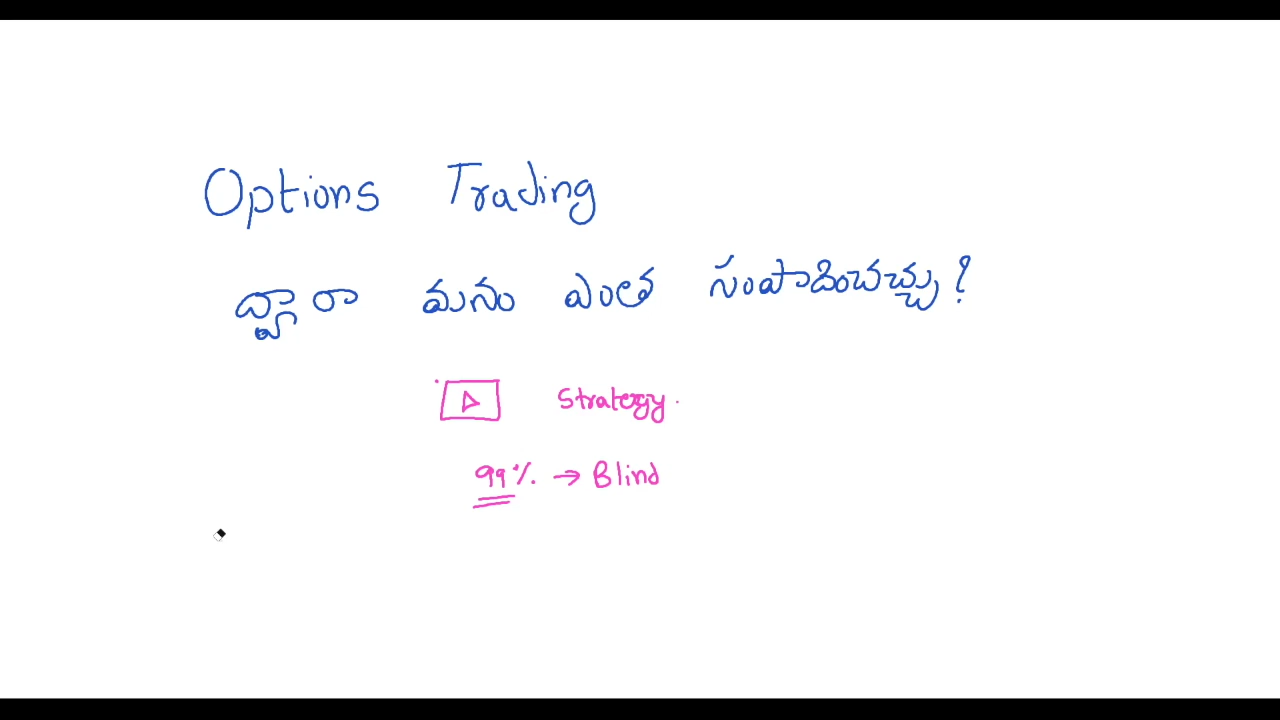 Options Trading
ద్వారా మనం ఎంత సంపాదించచ్చు?
Strategy.
99% → Blind